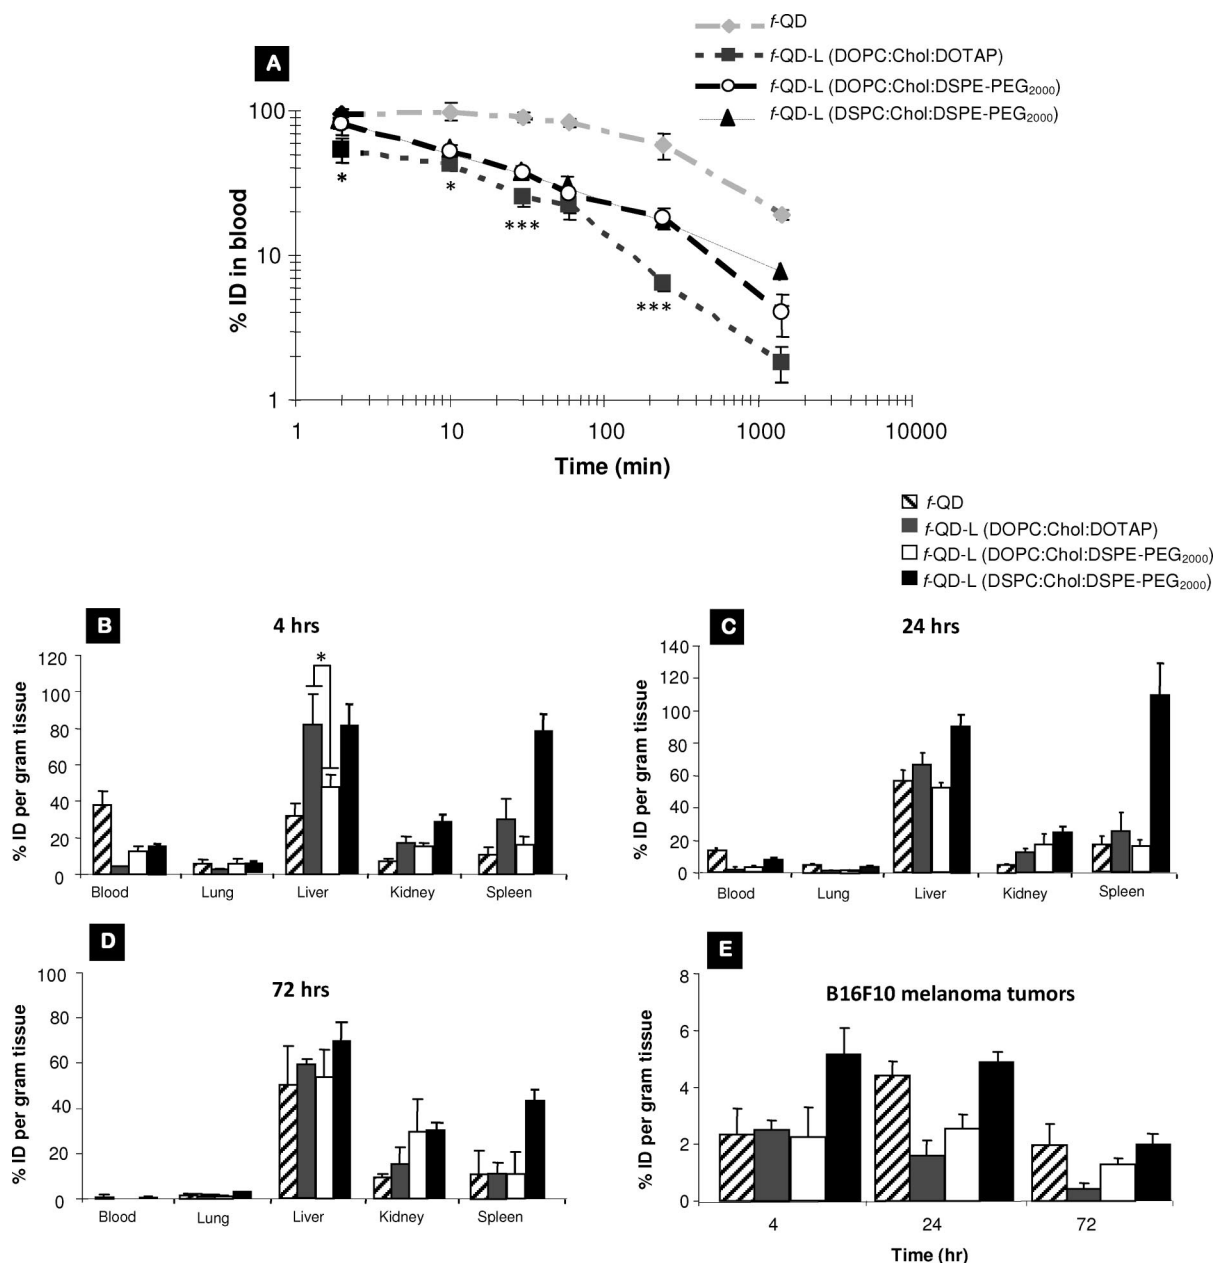 A
f-QD
f-QD-L (DOPC:Chol:DOTAP)
f-QD-L (DOPC:Chol:DSPE-PEG2000)
f-QD-L (DSPC:Chol:DSPE-PEG2000)
% ID in blood
100
10
1
*
*
***
***
1
10
100
1000
10000
Time (min)
f-QD
f-QD-L (DOPC:Chol:DOTAP)
f-QD-L (DOPC:Chol:DSPE-PEG2000)
f-QD-L (DSPC:Chol:DSPE-PEG2000)
B
4 hrs
% ID per gram tissue
120
100
80
60
40
20
0
*
Blood
Lung
Liver
Kidney
Spleen
C
24 hrs
% ID per gram tissue
140
120
100
80
60
40
20
0
Blood
Lung
Liver
Kidney
Spleen
D
72 hrs
% ID per gram tissue
100
80
60
40
20
0
Blood
Lung
Liver
Kidney
Spleen
E
B16F10 melanoma tumors
% ID per gram tissue
8
6
4
2
0
4
24
72
Time (hr)